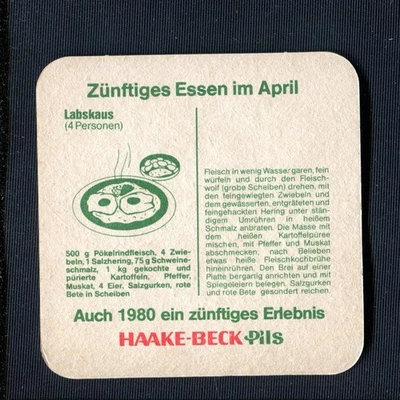 Zünftiges Essen im April
Labskaus
(4 Personen)
500 g Pökelrindfleisch, 4 Zwie-
beln, 1 Salzhering, 75 g Schweine-
schmalz, 1 kg gekochte und
pürierte Kartoffeln, Pfeffer,
Muskat, 4 Eier, Salzgurken, rote
Bete in Scheiben
Fleisch in wenig Wasser garen, fein
würfeln und durch den Fleisch-
wolf (grobe Scheiben) drehen, mit
den feingewiegten Zwiebeln und
dem gewässerten, entgräteten und
feingehackten Hering unter stän-
digem Umrühren in heißem
Schmalz anbraten. Die Masse mit
dem heißen Kartoffelpüree
mischen, mit Pfeffer und Muskat
abschmecken, nach Belieben
etwas heiße Fleischkochbrühe
hineinrühren. Den Brei auf einer
Platte bergartig anrichten und mit
Spiegeleiern belegen. Salzgurken
und rote Bete gesondert reichen.
Auch 1980 ein zünftiges Erlebnis
HAAKE-BECK Pils